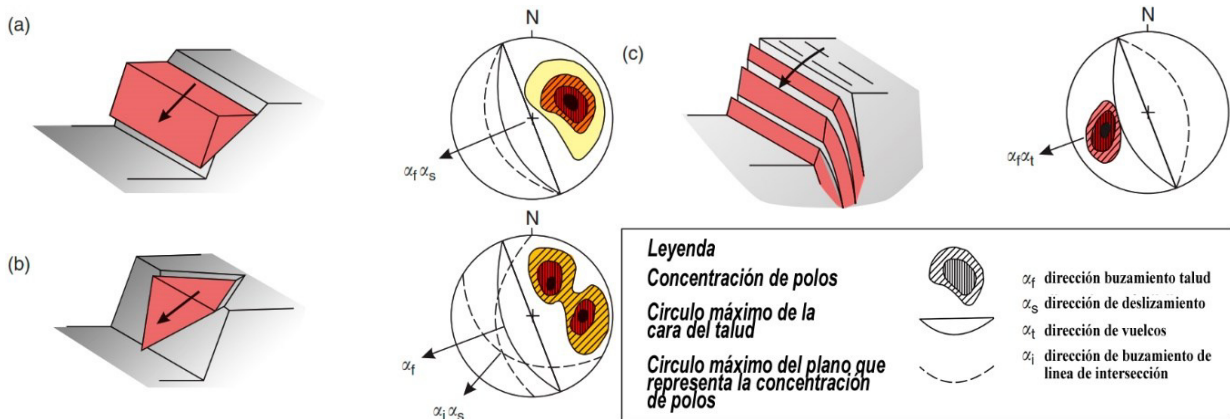 (a)
N
αf αs
(b)
N
αf
αi αs
(c)
N
αf αt
Leyenda
Concentración de polos
Circulo máximo de la
cara del talud
Circulo máximo del plano que
representa la concentración
de polos
αf dirección buzamiento talud
αs dirección de deslizamiento
αt dirección de vuelcos
αi dirección de buzamiento de
linea de intersección